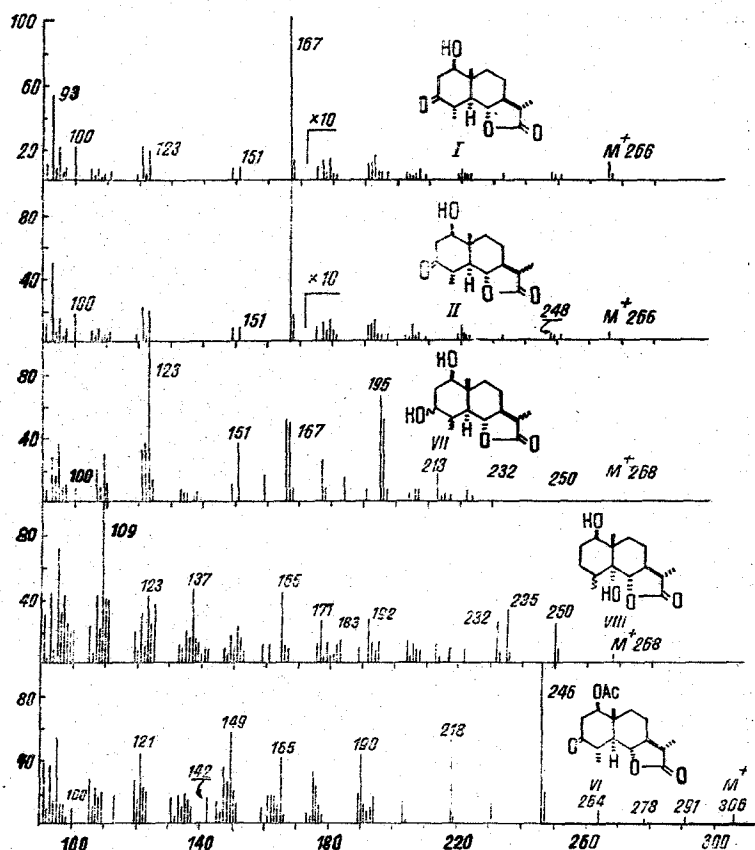 100
60
20
93
100
123
151
167
×10
HO
O
H
O
O
I
M+ 266
80
40
100
151
×10
HO
O
H
O
O
II
248
M+ 266
80
40
100
123
151
167
195
213
232
250
HO
HO
H
O
O
VII
M+ 268
80
40
109
123
137
165
171
183
192
232
235
250
HO
HO
O
O
VIII
M+ 268
80
40
100
121
142
149
165
190
218
246
OAc
O
H
O
O
VI
264
278
291
M+
306
100
140
180
220
260
300